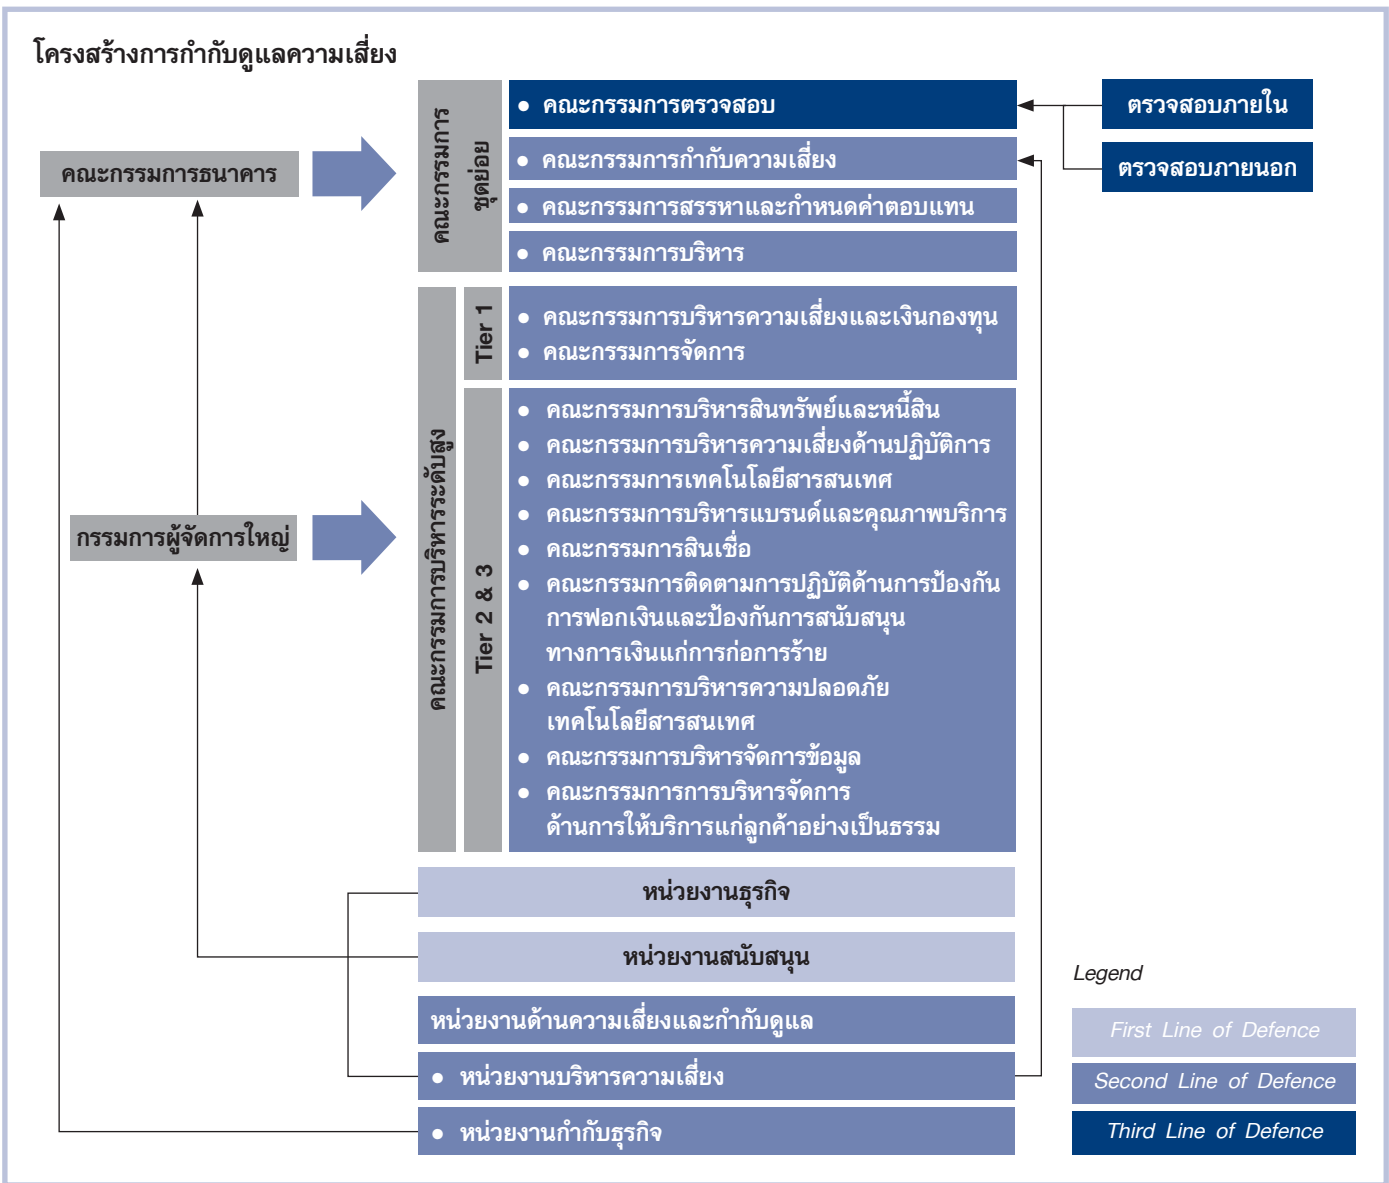 โครงสร้างการกำกับดูแลความเสี่ยง
คณะกรรมการธนาคาร
คณะกรรมการ
ชุดย่อย
● คณะกรรมการตรวจสอบ
● คณะกรรมการกำกับความเสี่ยง
● คณะกรรมการสรรหาและกำหนดค่าตอบแทน
● คณะกรรมการบริหาร
ตรวจสอบภายใน
ตรวจสอบภายนอก
กรรมการผู้จัดการใหญ่
คณะกรรมการบริหารระดับสูง
Tier 1
● คณะกรรมการบริหารความเสี่ยงและเงินกองทุน
● คณะกรรมการจัดการ
Tier 2 & 3
● คณะกรรมการบริหารสินทรัพย์และหนี้สิน
● คณะกรรมการบริหารความเสี่ยงด้านปฏิบัติการ
● คณะกรรมการเทคโนโลยีสารสนเทศ
● คณะกรรมการบริหารแบรนด์และคุณภาพบริการ
● คณะกรรมการสินเชื่อ
● คณะกรรมการติดตามการปฏิบัติด้านการป้องกัน
การฟอกเงินและป้องกันการสนับสนุน
ทางการเงินแก่การก่อการร้าย
● คณะกรรมการบริหารความปลอดภัย
เทคโนโลยีสารสนเทศ
● คณะกรรมการบริหารจัดการข้อมูล
● คณะกรรมการการบริหารจัดการ
ด้านการให้บริการแก่ลูกค้าอย่างเป็นธรรม
หน่วยงานธุรกิจ
หน่วยงานสนับสนุน
หน่วยงานด้านความเสี่ยงและกำกับดูแล
● หน่วยงานบริหารความเสี่ยง
● หน่วยงานกำกับธุรกิจ
Legend
First Line of Defence
Second Line of Defence
Third Line of Defence